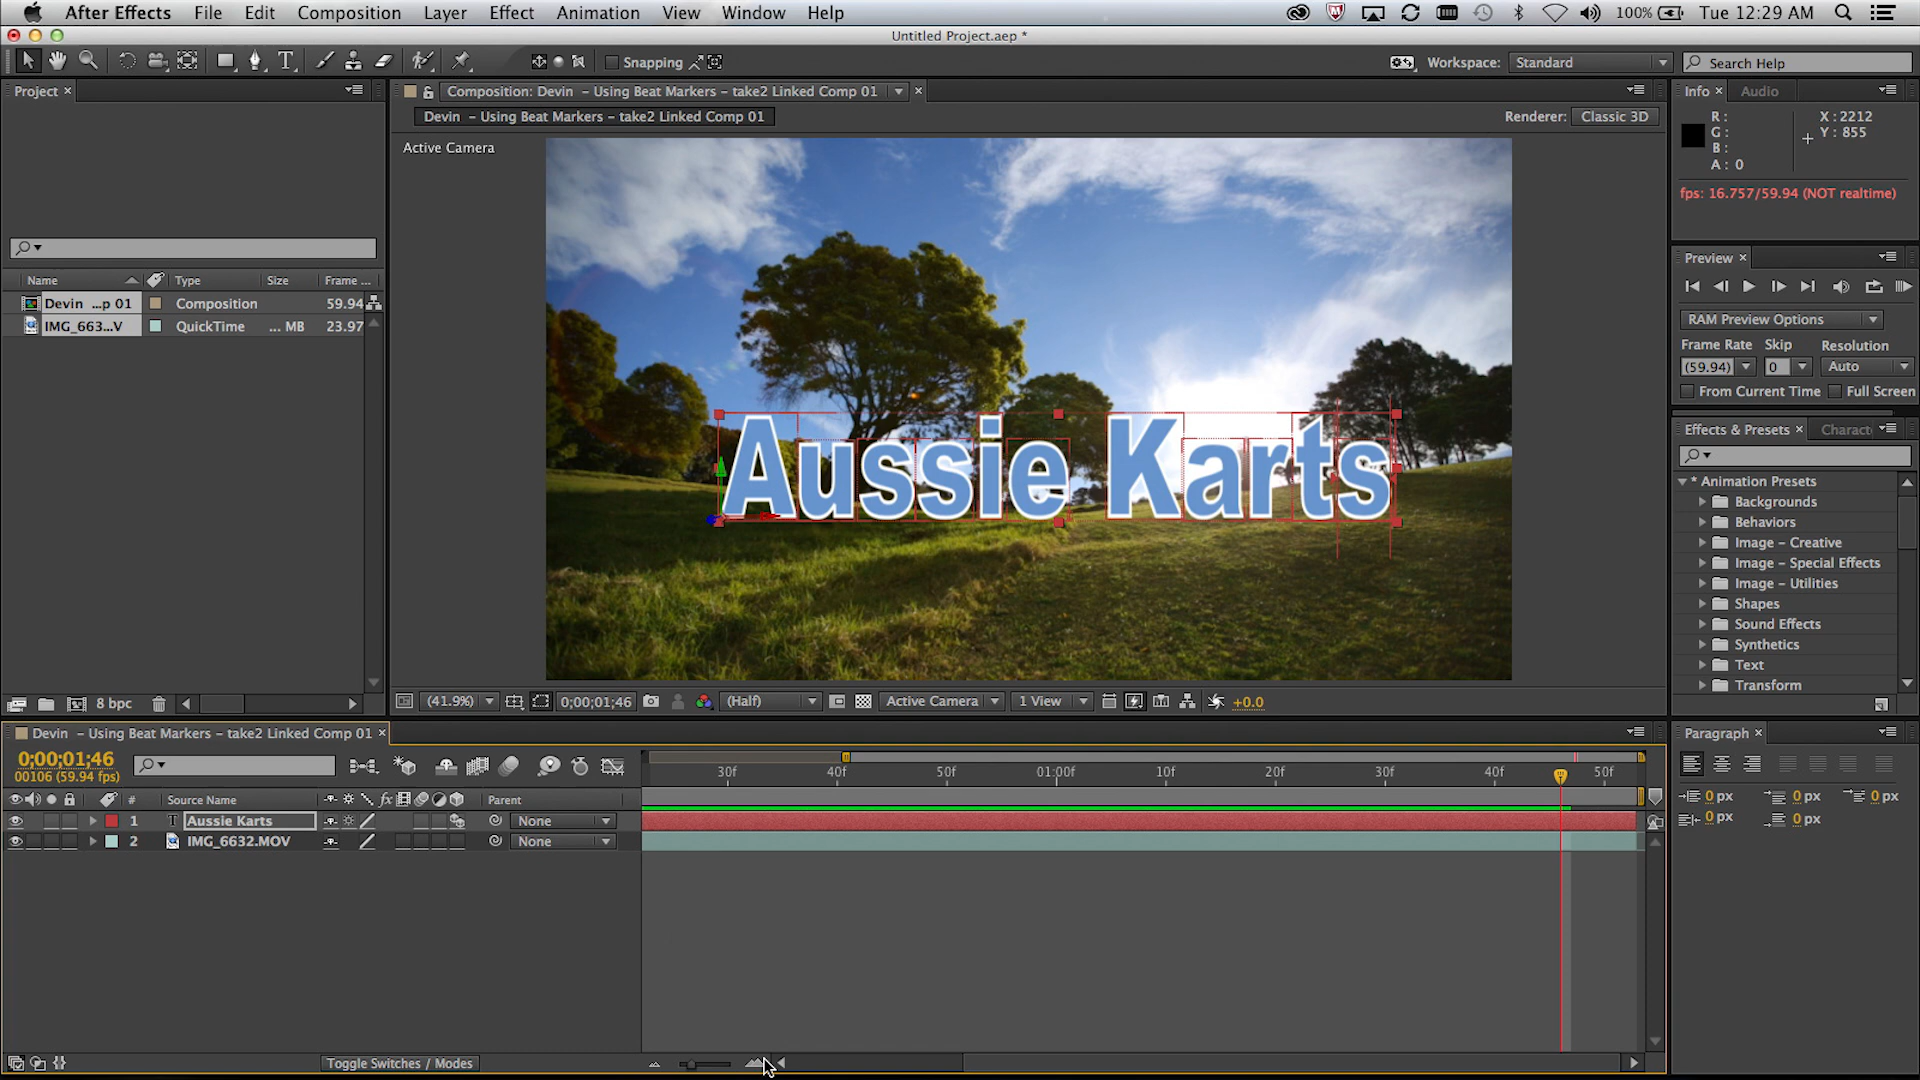 After Effects File Edit Composition Layer Effect Animation View Window Help 100% Tue 12:29 AM
Untitled Project.aep *
Snapping Workspace: Standard Search Help
Project
Composition: Devin - Using Beat Markers - take2 Linked Comp 01
Devin - Using Beat Markers - take2 Linked Comp 01 Renderer: Classic 3D
Active Camera
Aussie Karts
Name Type Size Frame ...
Devin ...p 01 Composition 59.94
IMG_663...V QuickTime ... MB 23.97
8 bpc
(41.9%) 0;00;01;46 (Half) Active Camera 1 View +0.0
Info Audio
R : X : 2212
G : Y : 855
B :
A : 0
fps: 16.757/59.94 (NOT realtime)
Preview
RAM Preview Options
Frame Rate Skip Resolution
(59.94) 0 Auto
From Current Time Full Screen
Effects & Presets Charact
* Animation Presets
Backgrounds
Behaviors
Image - Creative
Image - Special Effects
Image - Utilities
Shapes
Sound Effects
Synthetics
Text
Transform
Devin - Using Beat Markers - take2 Linked Comp 01
0;00;01;46
00106 (59.94 fps)
30f 40f 50f 01:00f 10f 20f 30f 40f 50f
# Source Name fx Parent
1 T Aussie Karts None
2 IMG_6632.MOV None
Toggle Switches / Modes
Paragraph
0 px 0 px 0 px
0 px 0 px